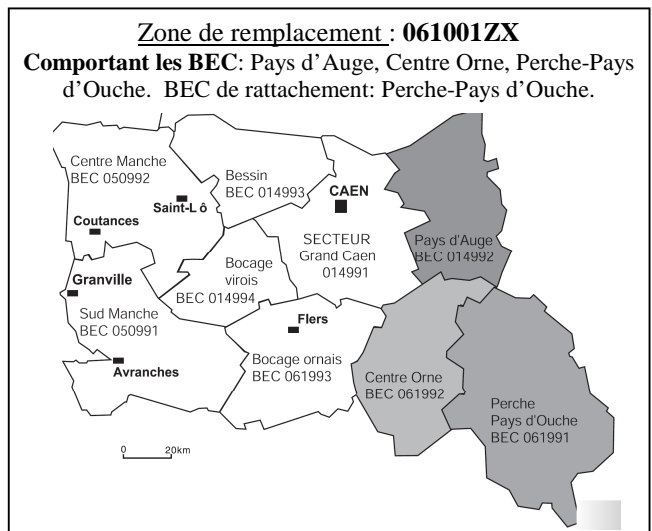 Zone de remplacement : 061001ZX
Comportant les BEC: Pays d'Auge, Centre Orne, Perche-Pays
d'Ouche. BEC de rattachement: Perche-Pays d'Ouche.
Centre Manche
BEC 050992
Bessin
BEC 014993
CAEN
Saint-L ô
Coutances
SECTEUR
Grand Caen
014991
Pays d'Auge
BEC 014992
Bocage
virois
BEC 014994
Granville
Sud Manche
BEC 050991
Flers
Avranches
Bocage ornais
BEC 061993
Centre Orne
BEC 061992
Perche
Pays d'Ouche
BEC 061991
0 20km